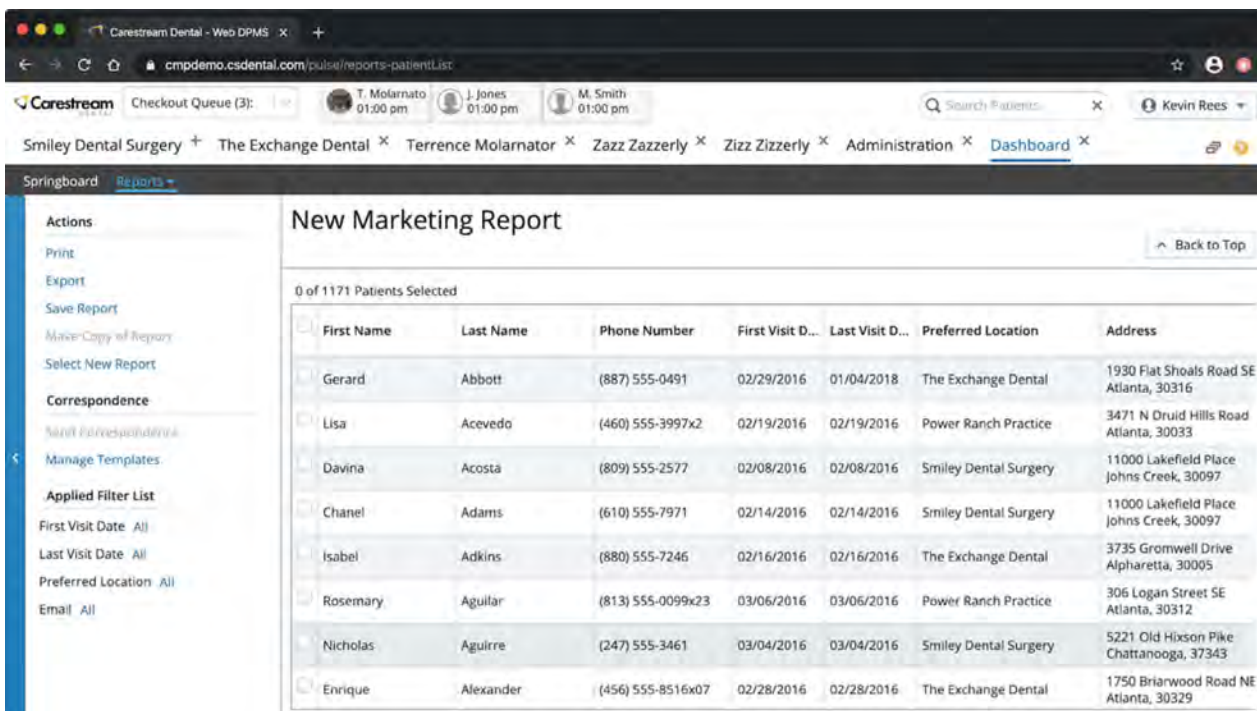 Carestream Dental - Web DPMS × +
cmpdemo.csdental.com/pulse/reports-patientList
Carestream Checkout Queue (3): T. Molarnato 01:00 pm J. Jones 01:00 pm M. Smith 01:00 pm Search Patients... × Kevin Rees
DENTAL
Smiley Dental Surgery + The Exchange Dental × Terrence Molarnator × Zazz Zazzerly × Zizz Zizzerly × Administration × Dashboard ×
Springboard Reports
Actions
Print
Export
Save Report
Make Copy of Report
Select New Report
Correspondence
Send Correspondence
Manage Templates
Applied Filter List
First Visit Date All
Last Visit Date All
Preferred Location All
Email All
New Marketing Report
Back to Top
0 of 1171 Patients Selected
First Name Last Name Phone Number First Visit D... Last Visit D... Preferred Location Address
Gerard Abbott (887) 555-0491 02/29/2016 01/04/2018 The Exchange Dental 1930 Flat Shoals Road SE
Atlanta, 30316
Lisa Acevedo (460) 555-3997x2 02/19/2016 02/19/2016 Power Ranch Practice 3471 N Druid Hills Road
Atlanta, 30033
Davina Acosta (809) 555-2577 02/08/2016 02/08/2016 Smiley Dental Surgery 11000 Lakefield Place
Johns Creek, 30097
Chanel Adams (610) 555-7971 02/14/2016 02/14/2016 Smiley Dental Surgery 11000 Lakefield Place
Johns Creek, 30097
Isabel Adkins (880) 555-7246 02/16/2016 02/16/2016 The Exchange Dental 3735 Gromwell Drive
Alpharetta, 30005
Rosemary Aguilar (813) 555-0099x23 03/06/2016 03/06/2016 Power Ranch Practice 306 Logan Street SE
Atlanta, 30312
Nicholas Aguirre (247) 555-3461 03/04/2016 03/04/2016 Smiley Dental Surgery 5221 Old Hixson Pike
Chattanooga, 37343
Enrique Alexander (456) 555-8516x07 02/28/2016 02/28/2016 The Exchange Dental 1750 Briarwood Road NE
Atlanta, 30329